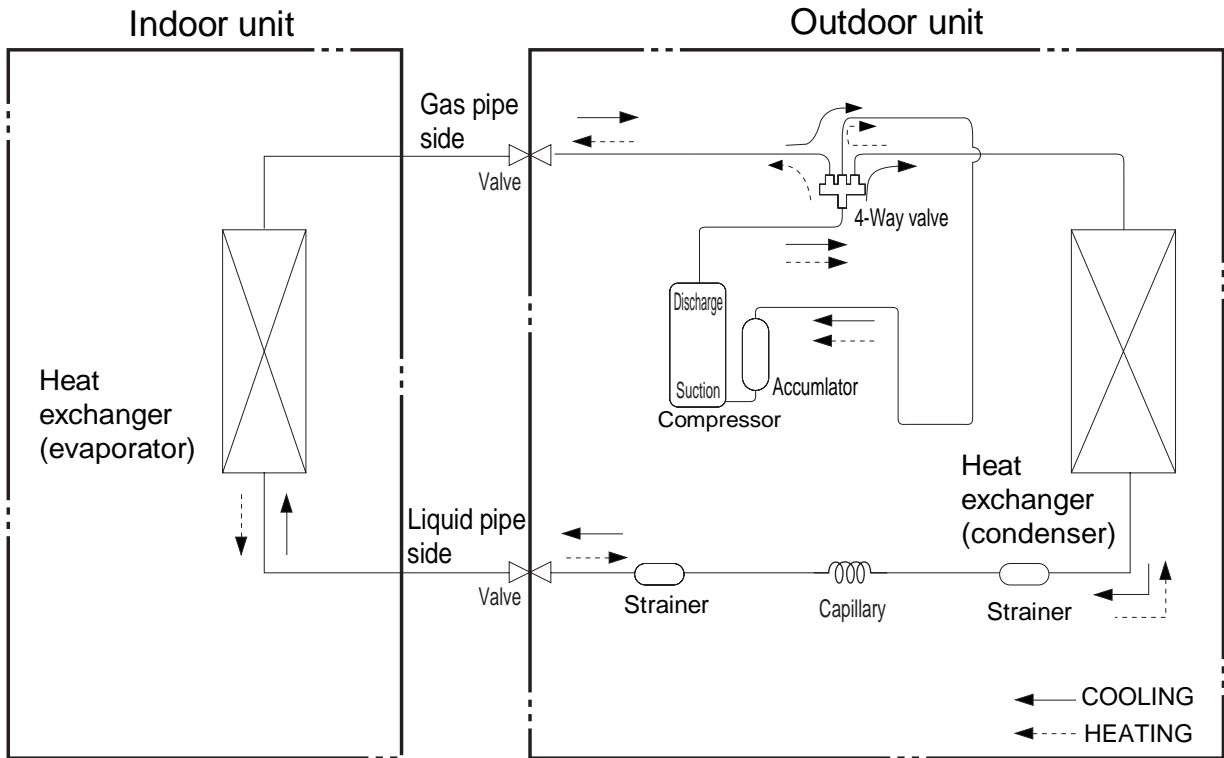 Indoor unit
Outdoor unit
Gas pipe
side
Valve
4-Way valve
Discharge
Suction
Compressor
Accumlator
Heat
exchanger
(evaporator)
Heat
exchanger
(condenser)
Liquid pipe
side
Valve
Strainer
Capillary
Strainer
COOLING
HEATING